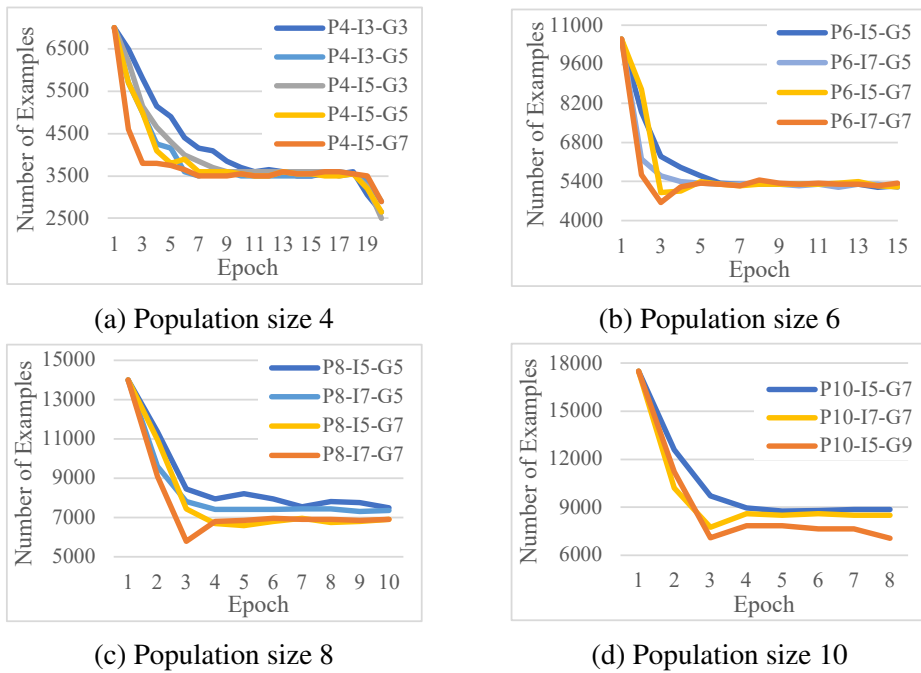 Number of Examples
6500
5500
4500
3500
2500
P4-I3-G3
P4-I3-G5
P4-I5-G3
P4-I5-G5
P4-I5-G7
1 3 5 7 9 11 13 15 17 19
Epoch
(a) Population size 4
Number of Examples
11000
9600
8200
6800
5400
4000
P6-I5-G5
P6-I7-G5
P6-I5-G7
P6-I7-G7
1 3 5 7 9 11 13 15
Epoch
(b) Population size 6
Number of Examples
15000
13000
11000
9000
7000
5000
P8-I5-G5
P8-I7-G5
P8-I5-G7
P8-I7-G7
1 2 3 4 5 6 7 8 9 10
Epoch
(c) Population size 8
Number of Examples
18000
15000
12000
9000
6000
P10-I5-G7
P10-I7-G7
P10-I5-G9
1 2 3 4 5 6 7 8
Epoch
(d) Population size 10